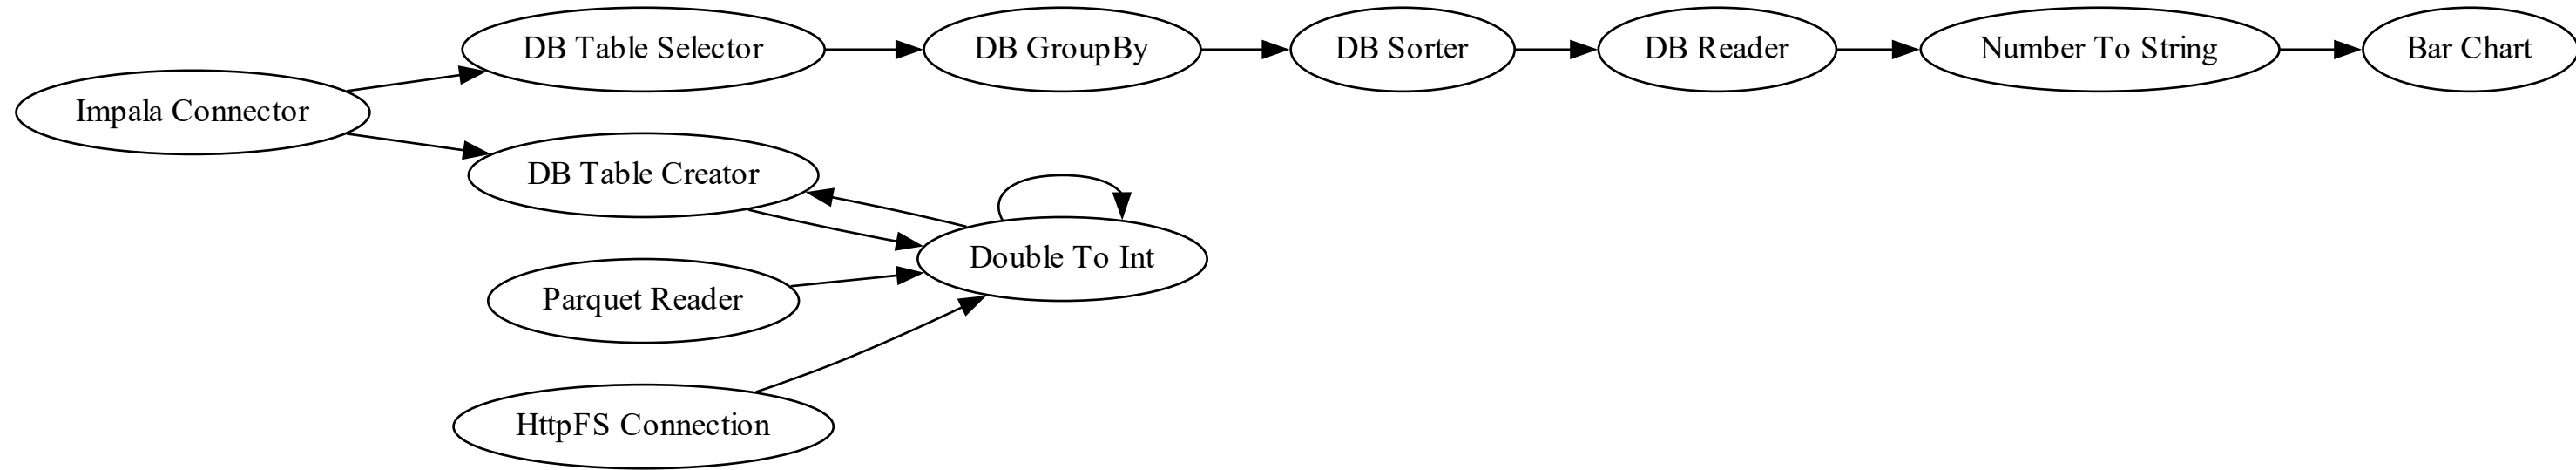 Impala Connector
DB Table Selector
DB GroupBy
DB Sorter
DB Reader
Number To String
Bar Chart
DB Table Creator
Double To Int
Parquet Reader
HttpFS Connection